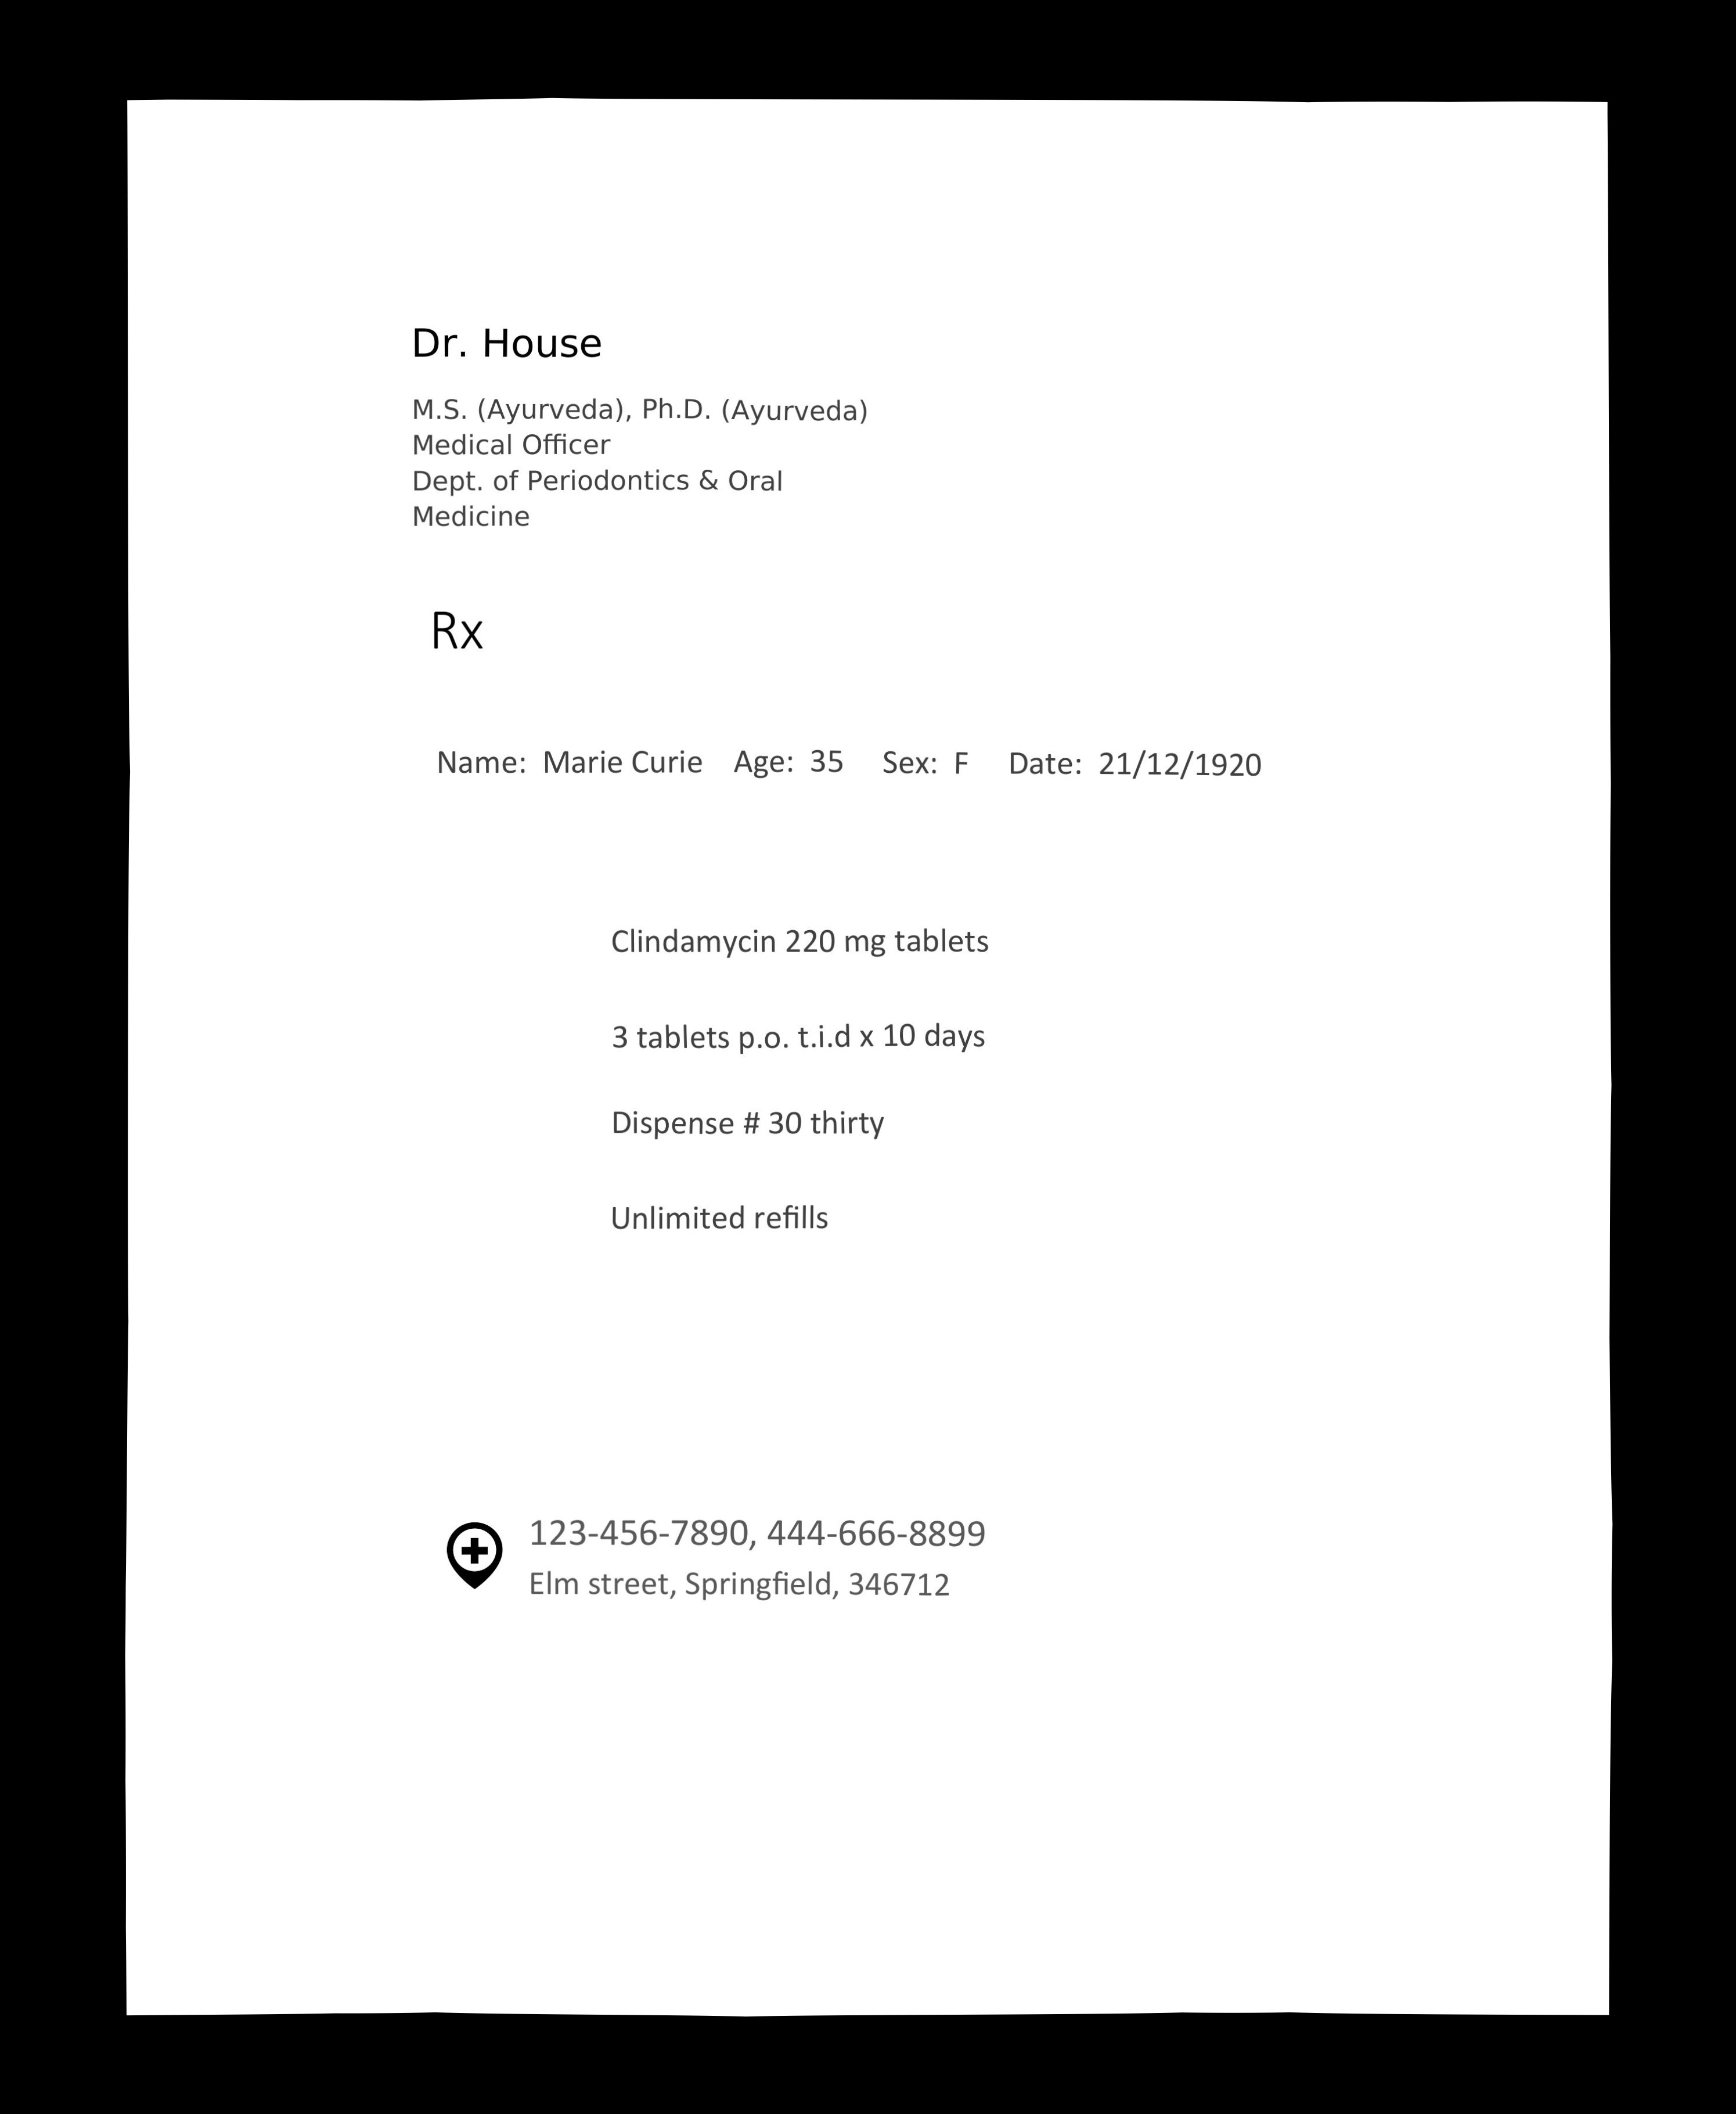 Dr. House
M.S. (Ayurveda), Ph.D. (Ayurveda)
Medical Officer
Dept. of Periodontics & Oral
Medicine
Rx
Name: Marie Curie Age: 35 Sex: F Date: 21/12/1920
Clindamycin 220 mg tablets
3 tablets p.o. t.i.d x 10 days
Dispense # 30 thirty
Unlimited refills
123-456-7890, 444-666-8899
Elm street, Springfield, 346712